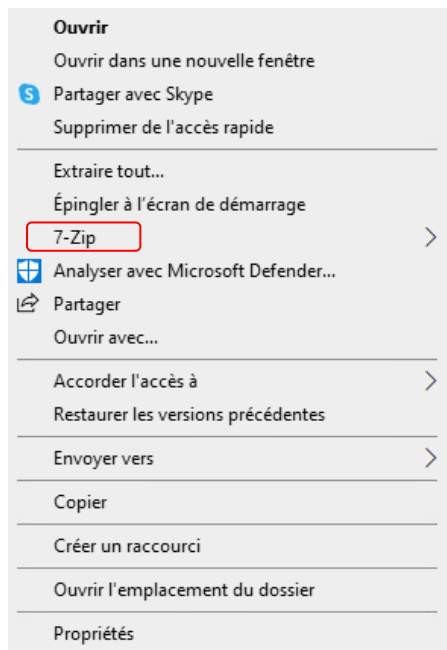 Ouvrir
Ouvrir dans une nouvelle fenêtre
S Partager avec Skype
Supprimer de l'accès rapide
Extraire tout...
Épingler à l'écran de démarrage
7-Zip
Analyser avec Microsoft Defender...
Partager
Ouvrir avec...
Accorder l'accès à
Restaurer les versions précédentes
Envoyer vers
Copier
Créer un raccourci
Ouvrir l'emplacement du dossier
Propriétés